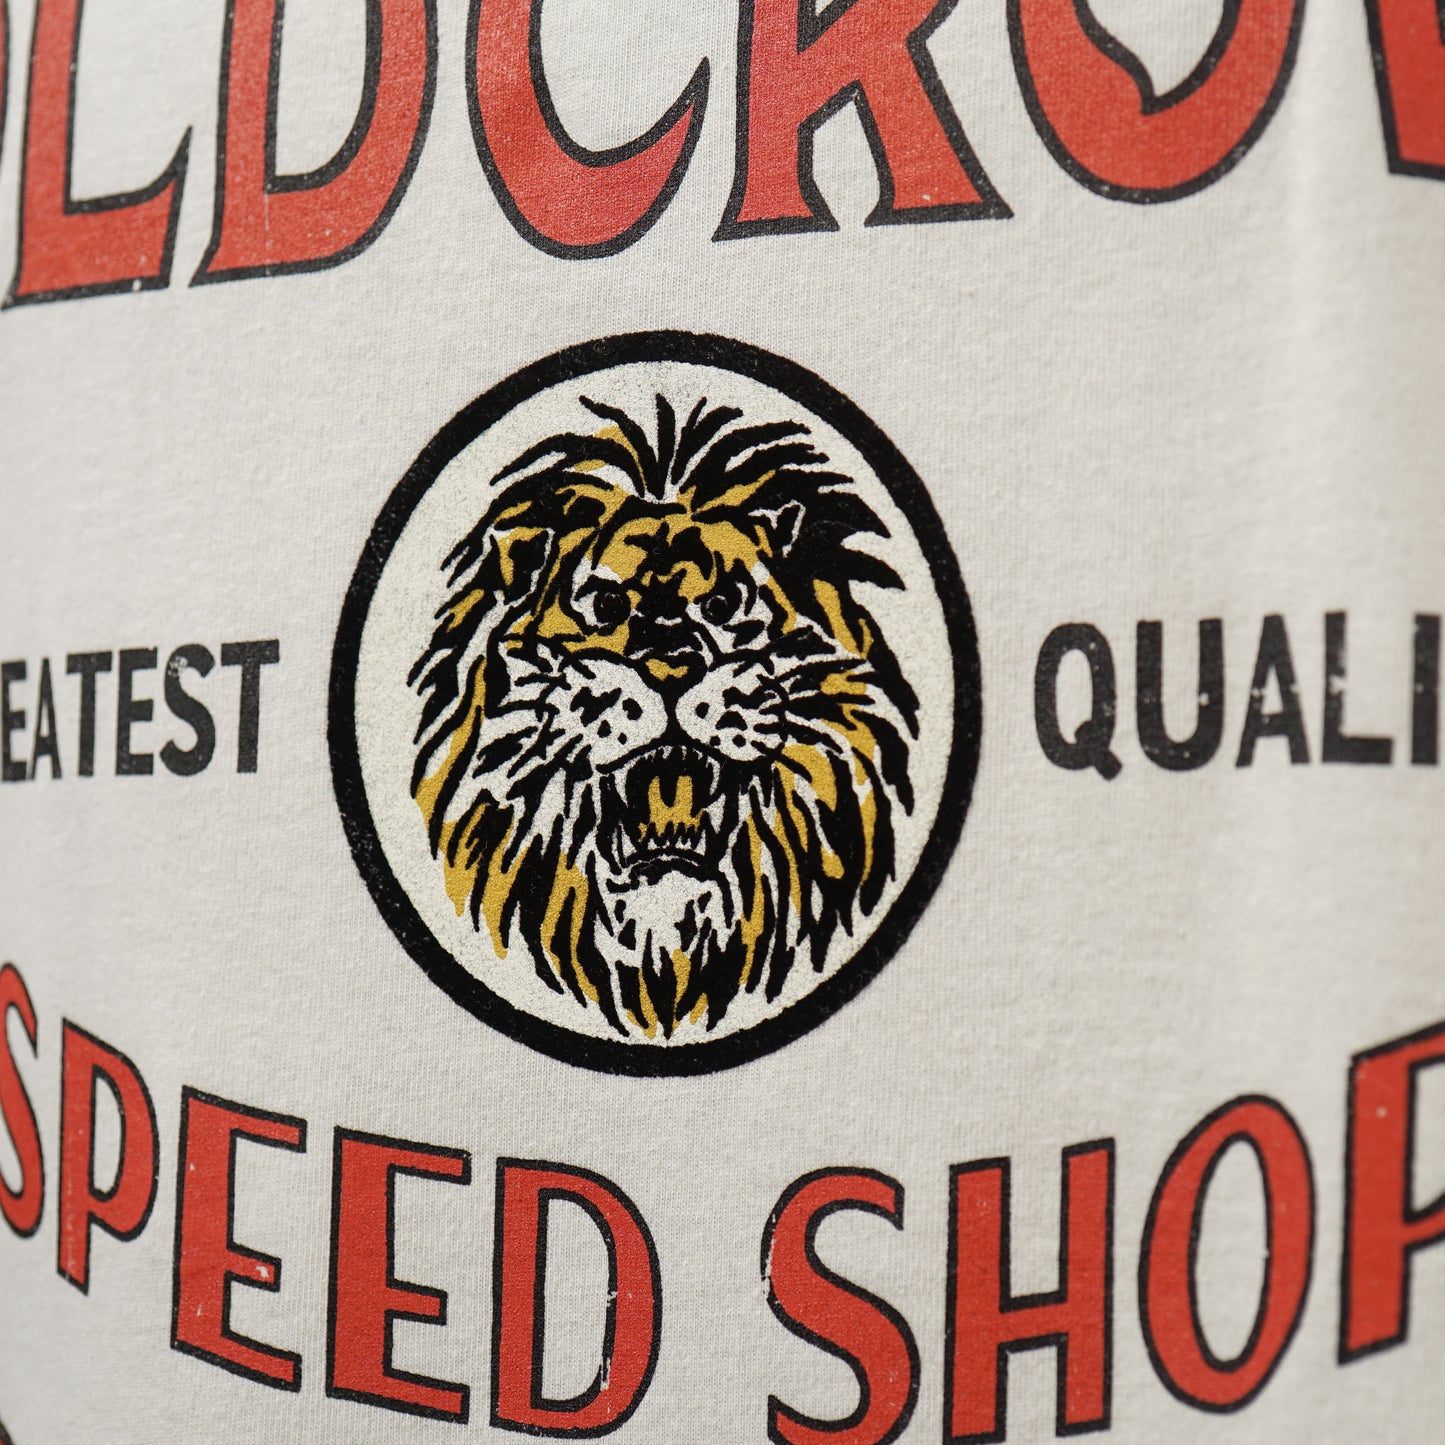 OLDCROW
EATEST QUALI
SPEED SHOP